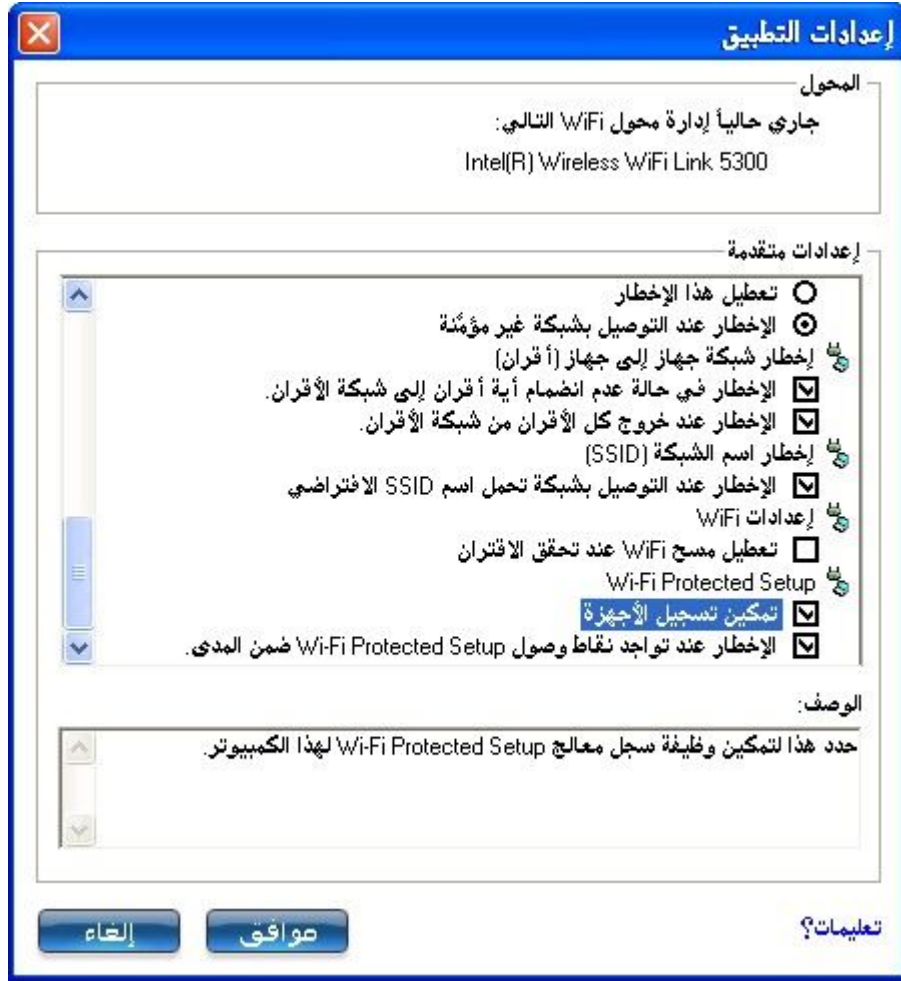 إعدادات التطبيق
المحول
جاري حالياً إدارة محول WiFi التالي:
Intel(R) Wireless WiFi Link 5300
إعدادات متقدمة
تعطيل هذا الإخطار
الإخطار عند التوصيل بشبكة غير مؤمَّنة
إخطار شبكة جهاز إلى جهاز (أقران)
الإخطار في حالة عدم انضمام أية أقران إلى شبكة الأقران.
الإخطار عند خروج كل الأقران من شبكة الأقران.
إخطار اسم الشبكة (SSID)
الإخطار عند التوصيل بشبكة تحمل اسم SSID الافتراضي
إعدادات WiFi
تعطيل مسح WiFi عند تحقق الاقتران
Wi-Fi Protected Setup
تمكين تسجيل الأجهزة
الإخطار عند تواجد نقاط وصول Wi-Fi Protected Setup ضمن المدى.
الوصف:
حدد هذا لتمكين وظيفة سجل معالج Wi-Fi Protected Setup لهذا الكمبيوتر.
تعليمات؟
موافق
إلغاء